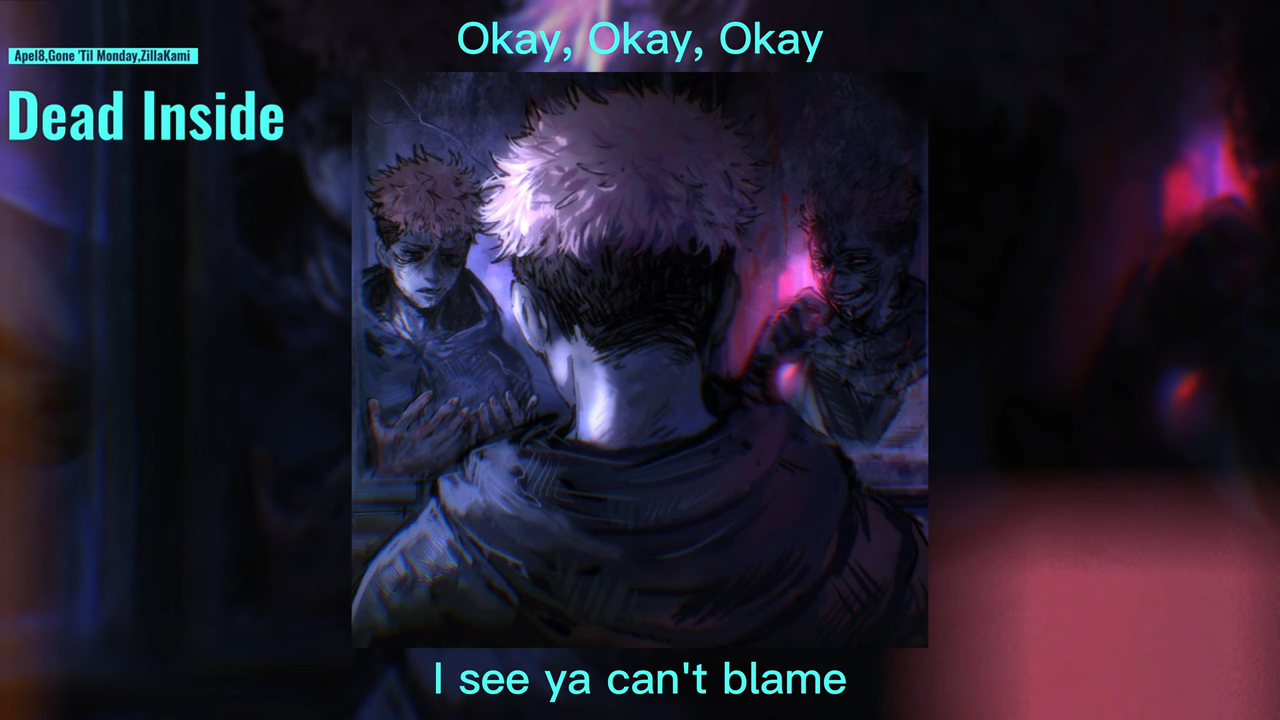 Okay, Okay, Okay
Apel8,Gone 'Til Monday,ZillaKami
Dead Inside
I see ya can't blame